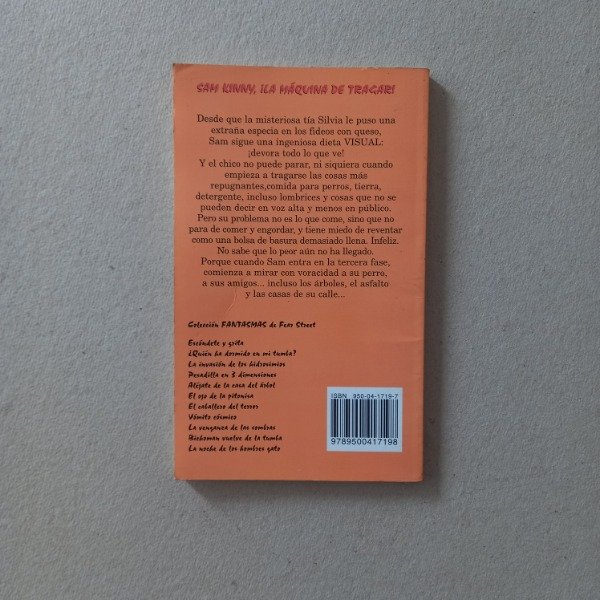 SAM KINNY, ¡LA MÁQUINA DE TRAGAR!
Desde que la misteriosa tía Silvia le puso una
extraña especia en los fideos con queso,
Sam sigue una ingeniosa dieta VISUAL:
¡devora todo lo que ve!
Y el chico no puede parar, ni siquiera cuando
empieza a tragarse las cosas más
repugnantes,comida para perros, tierra,
detergente, incluso lombrices y cosas que no se
pueden decir en voz alta y menos en público.
Pero su problema no es lo que come, sino que no
para de comer y engordar, y tiene miedo de reventar
como una bolsa de basura demasiado llena. Infeliz.
No sabe que lo peor aún no ha llegado.
Porque cuando Sam entra en la tercera fase,
comienza a mirar con voracidad a su perro,
a sus amigos... incluso los árboles, el asfalto
y las casas de su calle...
Colección FANTASMAS de Fear Street
Escóndete y grita
¿Quién ha dormido en mi tumba?
La invasión de los hidrosimios
Pesadilla en 3 dimensiones
Aléjate de la casa del árbol
El ojo de la pitonisa
El caballero del terror
Vómito cósmico
La venganza de las sombras
Bichoman vuelve de la tumba
La noche de los hombres gato
ISBN 950-04-1719-7
9789500417198